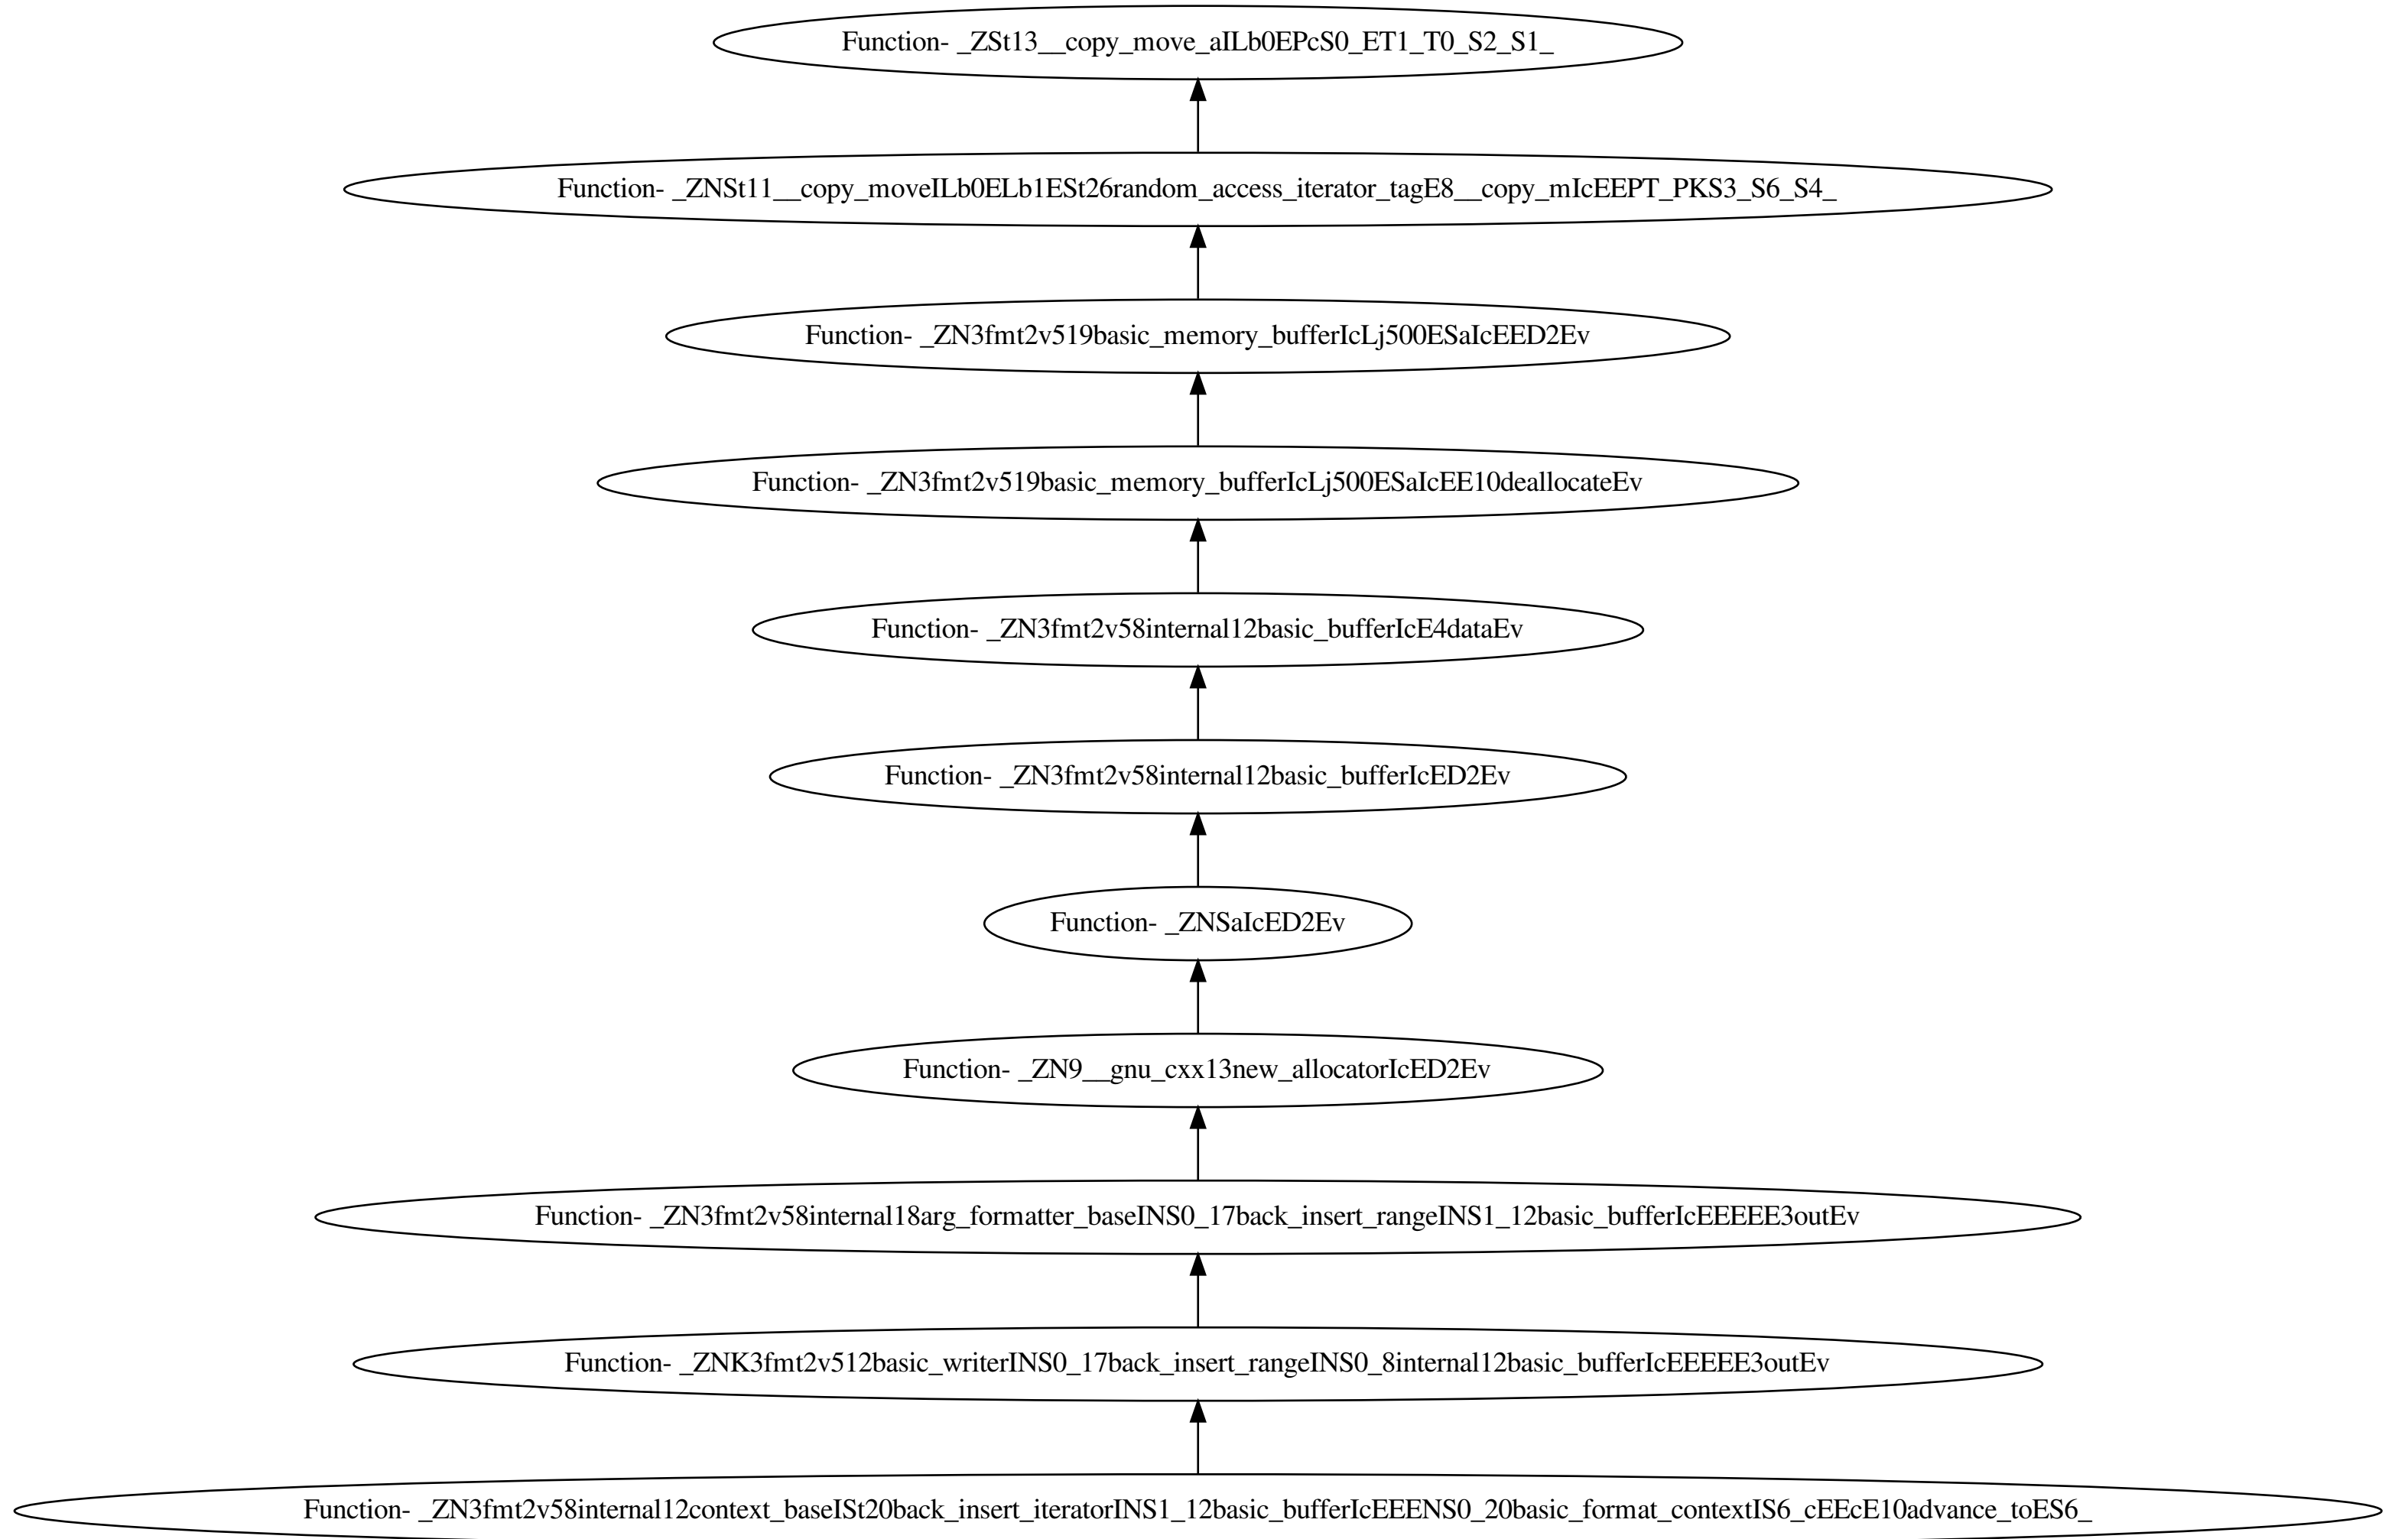 Function- _ZSt13__copy_move_aILb0EPcS0_ET1_T0_S2_S1_
Function- _ZNSt11__copy_moveILb0ELb1ESt26random_access_iterator_tagE8__copy_mIcEEPT_PKS3_S6_S4_
Function- _ZN3fmt2v519basic_memory_bufferIcLj500ESaIcEED2Ev
Function- _ZN3fmt2v519basic_memory_bufferIcLj500ESaIcEE10deallocateEv
Function- _ZN3fmt2v58internal12basic_bufferIcE4dataEv
Function- _ZN3fmt2v58internal12basic_bufferIcED2Ev
Function- _ZNSaIcED2Ev
Function- _ZN9__gnu_cxx13new_allocatorIcED2Ev
Function- _ZN3fmt2v58internal18arg_formatter_baseINS0_17back_insert_rangeINS1_12basic_bufferIcEEEEE3outEv
Function- _ZNK3fmt2v512basic_writerINS0_17back_insert_rangeINS0_8internal12basic_bufferIcEEEEE3outEv
Function- _ZN3fmt2v58internal12context_baseISt20back_insert_iteratorINS1_12basic_bufferIcEEENS0_20basic_format_contextIS6_cEEcE10advance_toES6_